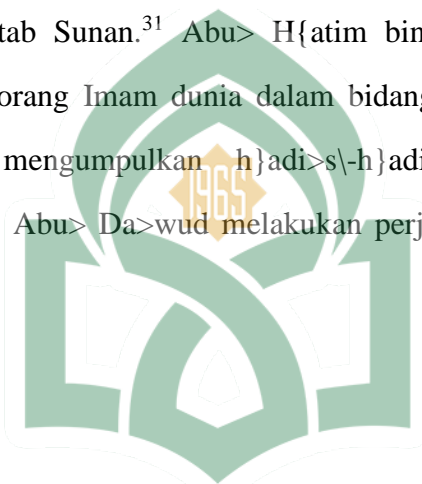 tab Sunan.31 Abu> H{atim bin
orang Imam dunia dalam bidang
mengumpulkan h}adi>s\-h}adi
1965
Abu> Da>wud melakukan perj